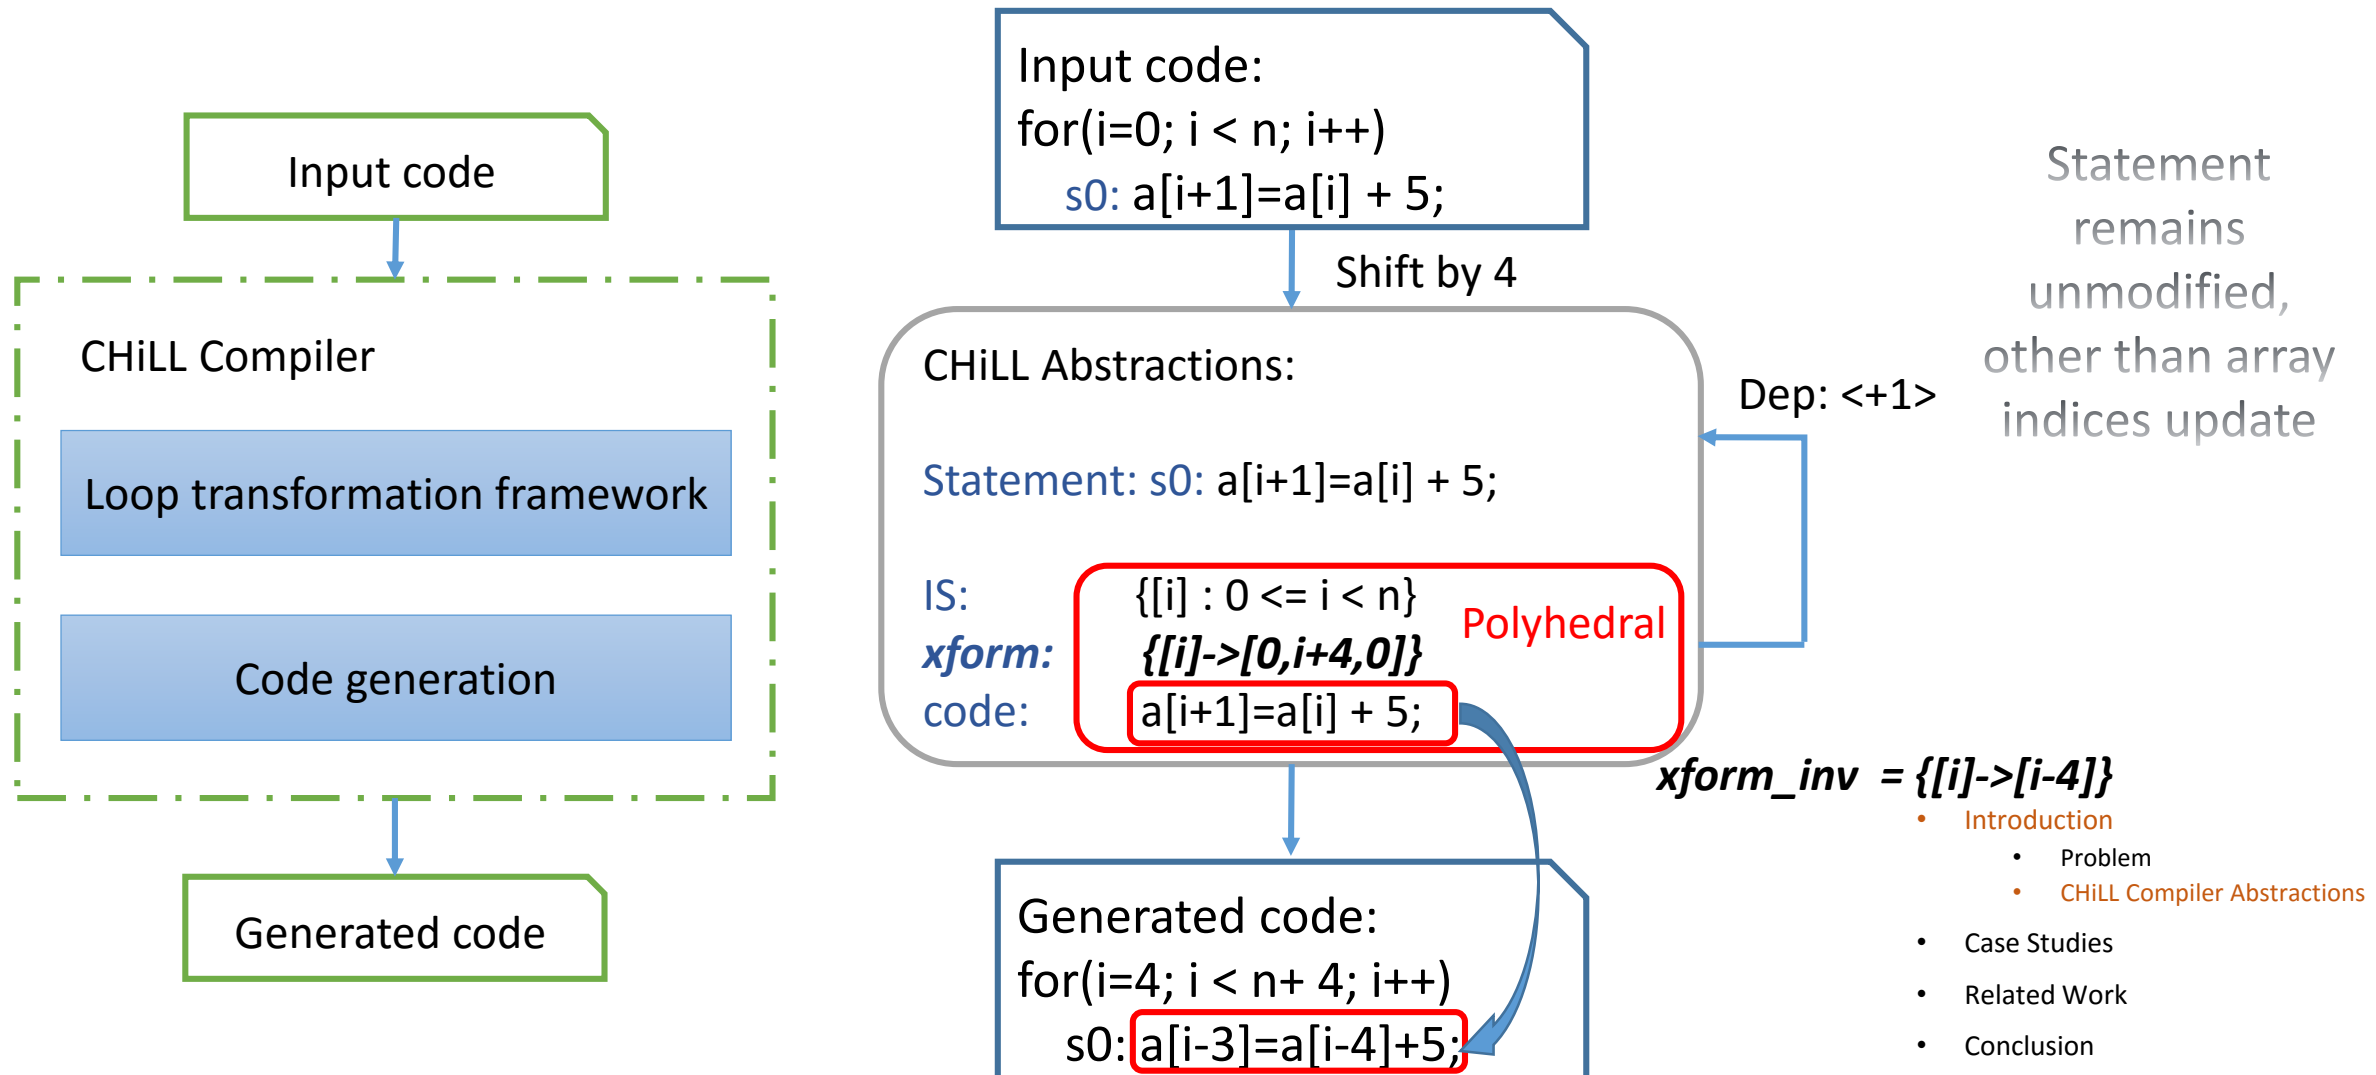 Input code
CHiLL Compiler
Loop transformation framework
Code generation
Generated code
Input code:
for(i=0; i < n; i++)
s0: a[i+1]=a[i] + 5;
Shift by 4
CHiLL Abstractions:
Statement: s0: a[i+1]=a[i] + 5;
IS: {[i] : 0 <= i < n}
xform: {[i]->[0,i+4,0]}
code: a[i+1]=a[i] + 5;
Polyhedral
Dep: <+1>
Statement
remains
unmodified,
other than array
indices update
xform_inv = {[i]->[i-4]}
Generated code:
for(i=4; i < n+ 4; i++)
s0: a[i-3]=a[i-4]+5;
• Introduction
• Problem
• CHiLL Compiler Abstractions
• Case Studies
• Related Work
• Conclusion